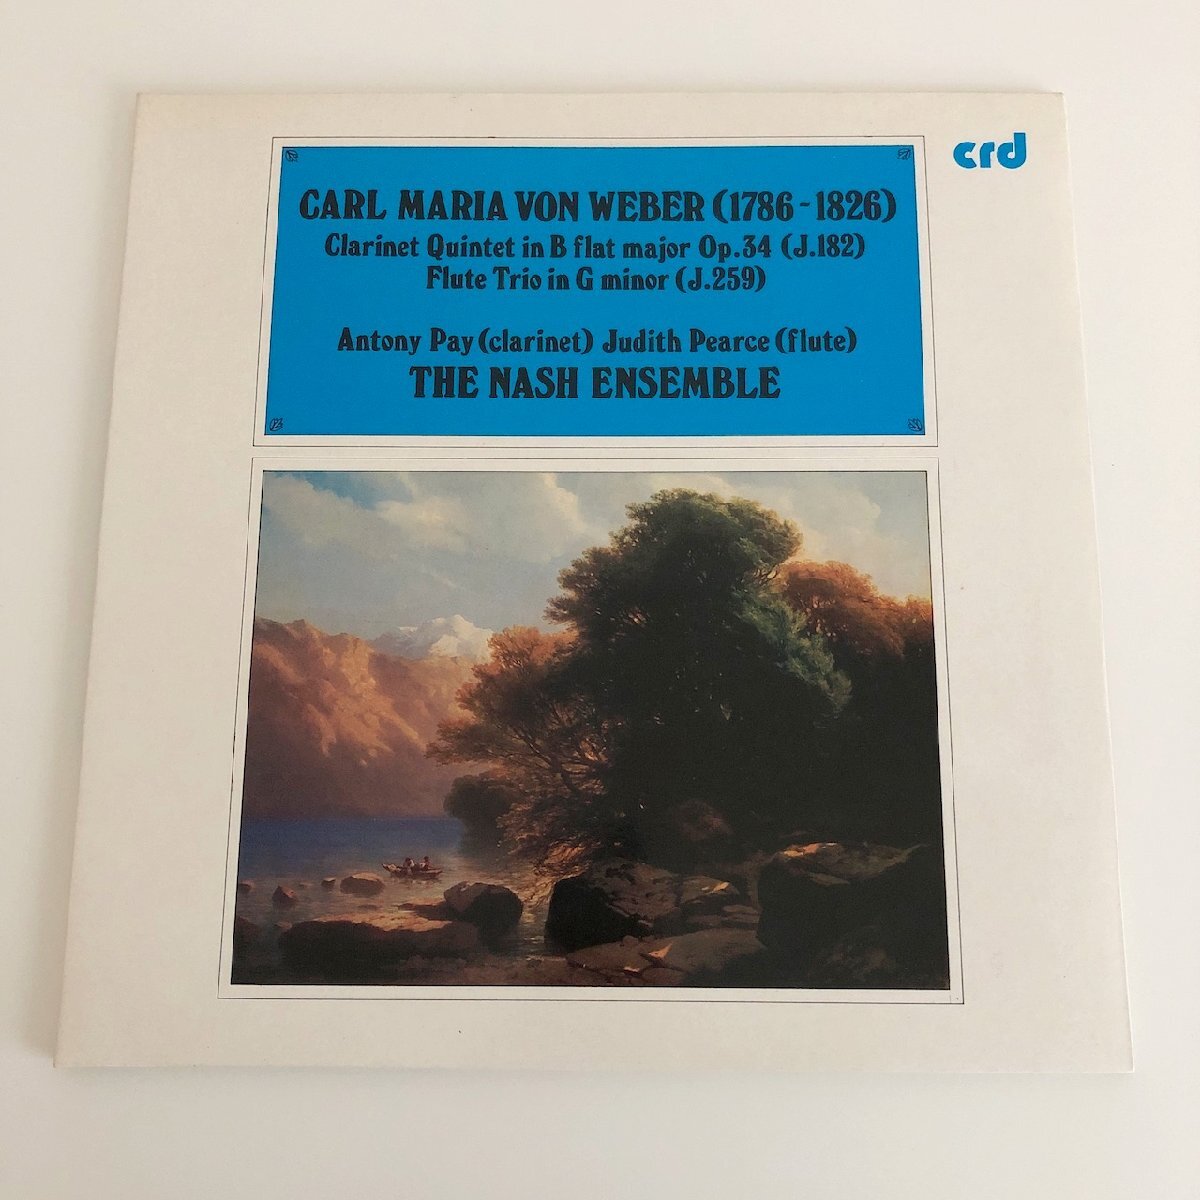 crd
CARL MARIA VON WEBER (1786-1826)
Clarinet Quintet in B flat major Op.34 (J.182)
Flute Trio in G minor (J.259)
Antony Pay (clarinet) Judith Pearce (flute)
THE NASH ENSEMBLE